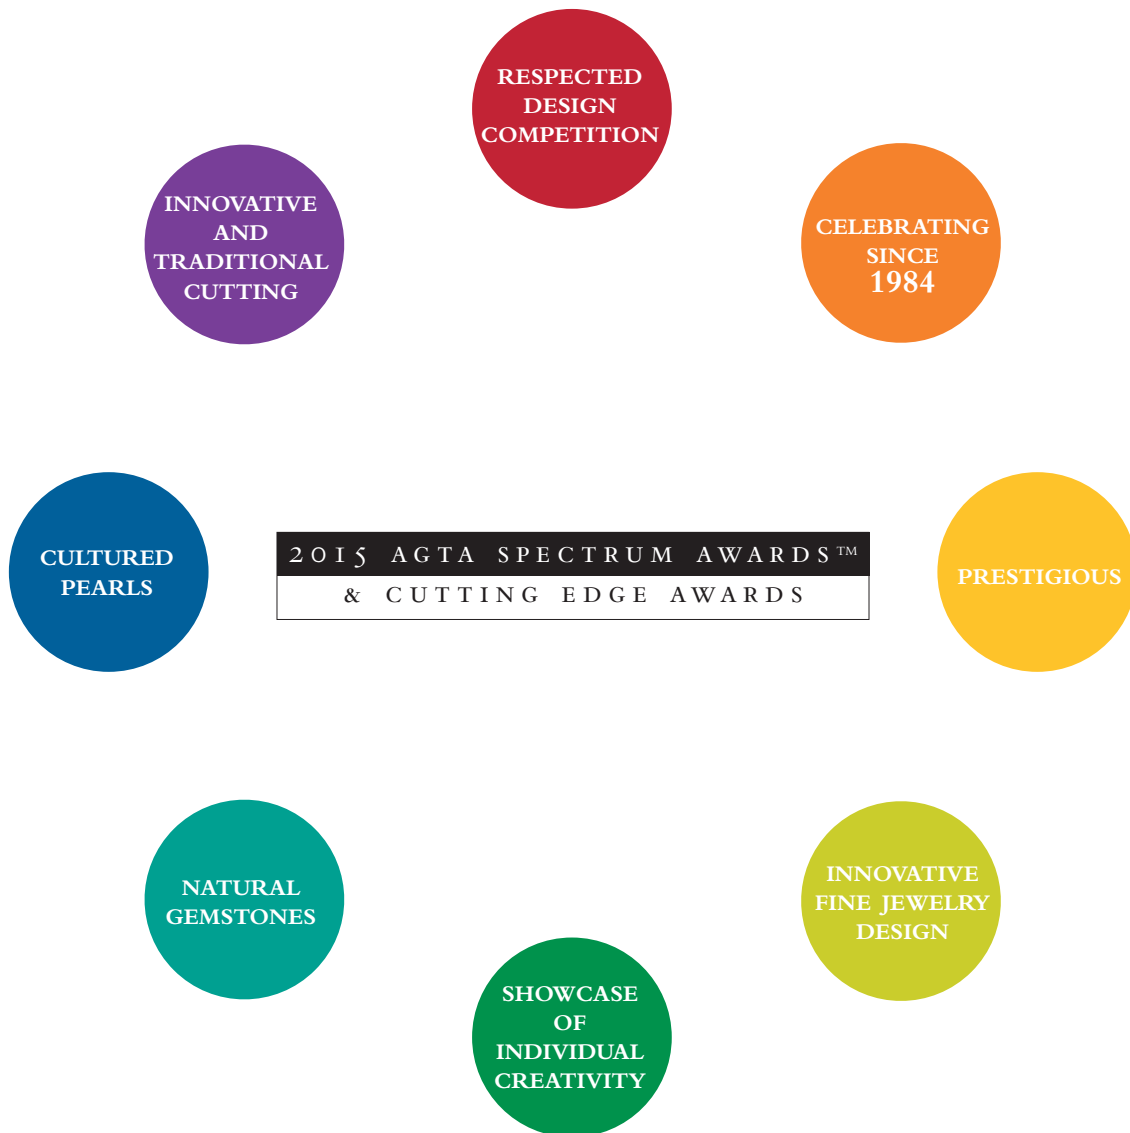 RESPECTED
DESIGN
COMPETITION
INNOVATIVE
AND
TRADITIONAL
CUTTING
CELEBRATING
SINCE
1984
CULTURED
PEARLS
2015 AGTA SPECTRUM AWARDS™
& CUTTING EDGE AWARDS
PRESTIGIOUS
NATURAL
GEMSTONES
INNOVATIVE
FINE JEWELRY
DESIGN
SHOWCASE
OF
INDIVIDUAL
CREATIVITY